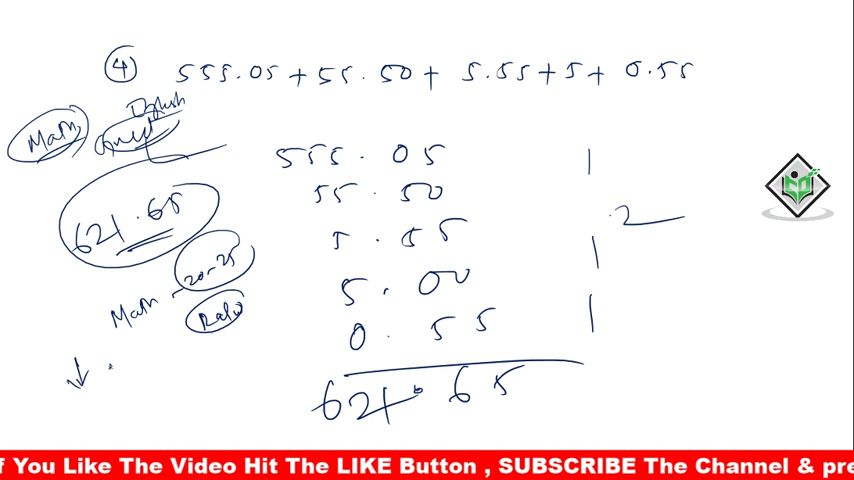 4 555.05 + 55.50 + 5.55 + 5 + 0.55
English
Math
555.05 1
55.50
621.65
5.55 .2
20-25
1
5.00
Math
Ratio
0.55 1
621.65
f You Like The Video Hit The LIKE Button , SUBSCRIBE The Channel & pre